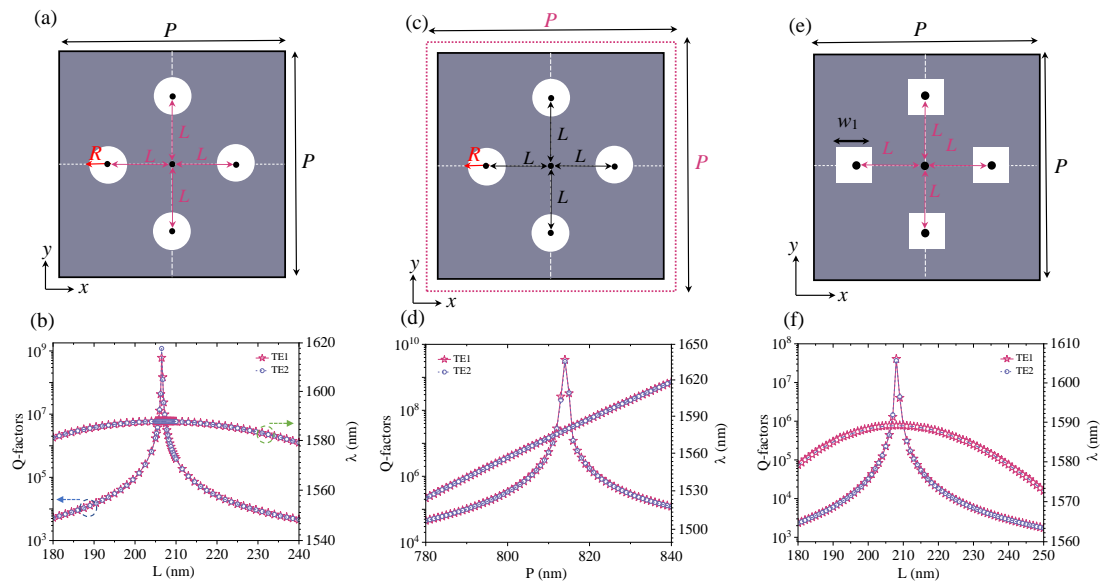 (a)
P
L
R
L
L
L
P
y
x
(c)
P
L
R
L
L
L
P
y
x
(e)
P
w1
L
L
L
L
P
y
x
(b)
10^9
10^7
10^5
10^3
Q-factors
TE1
TE2
1620
1600
1580
1560
1540
λ (nm)
180 190 200 210 220 230 240
L (nm)
(d)
10^10
10^8
10^6
10^4
Q-factors
TE1
TE2
1650
1620
1590
1560
1530
1500
λ (nm)
780 800 820 840
P (nm)
(f)
10^8
10^7
10^6
10^5
10^4
10^3
Q-factors
TE1
TE2
1610
1600
1590
1580
1570
1560
λ (nm)
180 190 200 210 220 230 240 250
L (nm)